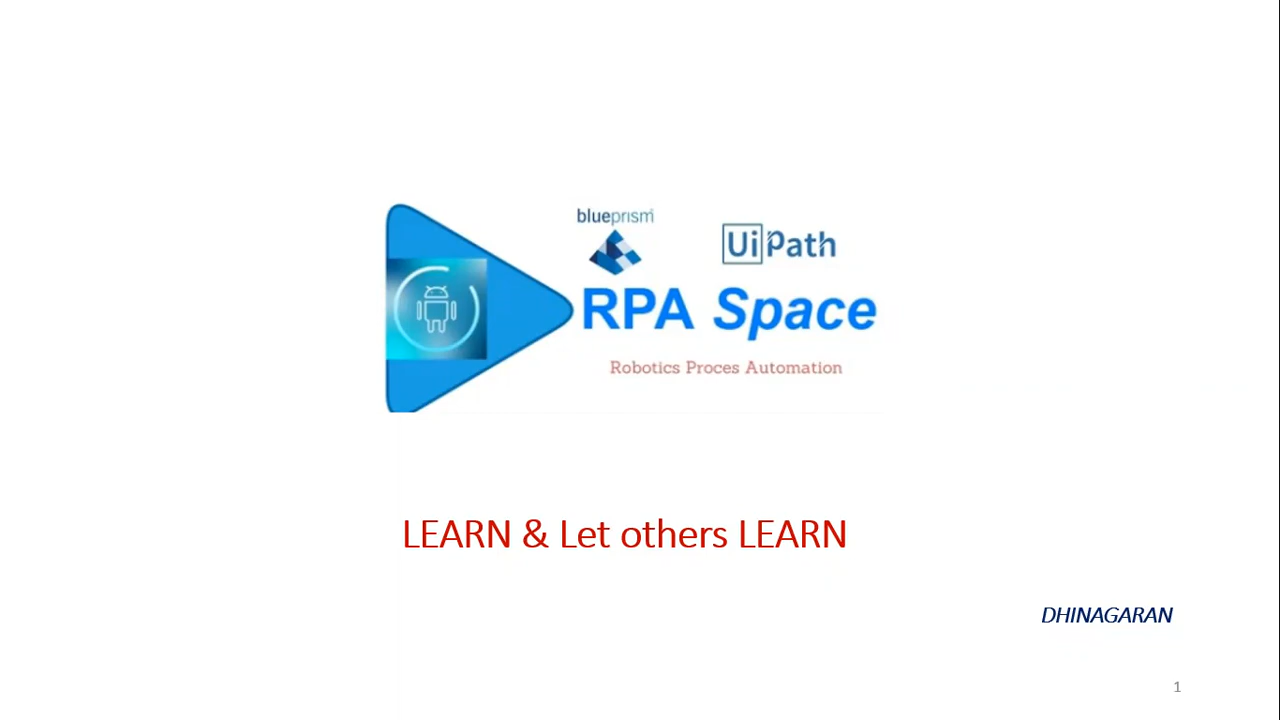 blueprism
UiPath
RPA Space
Robotics Proces Automation
LEARN & Let others LEARN
DHINAGARAN
1